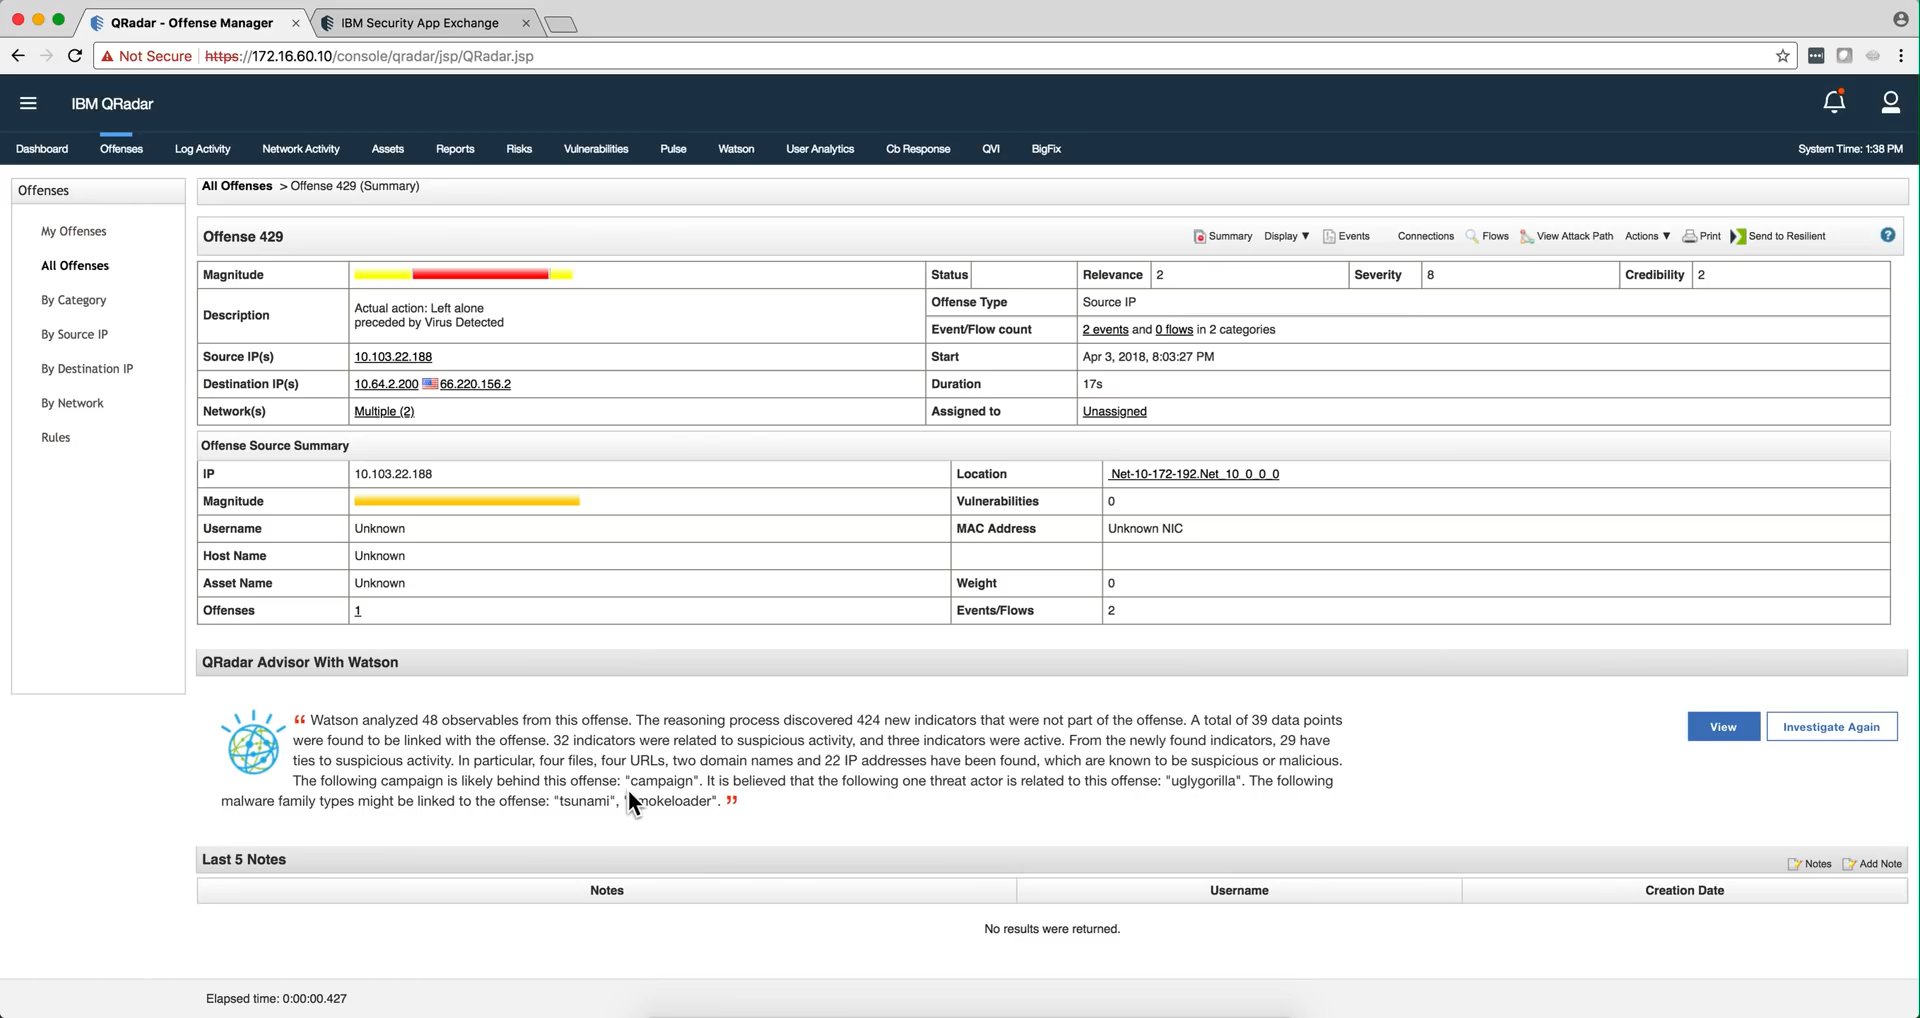 QRadar - Offense Manager
IBM Security App Exchange
Not Secure https://172.16.60.10/console/qradar/jsp/QRadar.jsp
IBM QRadar
Dashboard Offenses Log Activity Network Activity Assets Reports Risks Vulnerabilities Pulse Watson User Analytics Cb Response QVI BigFix System Time: 1:38 PM
Offenses
My Offenses
All Offenses
By Category
By Source IP
By Destination IP
By Network
Rules
All Offenses > Offense 429 (Summary)
Offense 429 Summary Display ▼ Events Connections Flows View Attack Path Actions ▼ Print Send to Resilient ?
Magnitude Status Relevance 2 Severity 8 Credibility 2
Description Actual action: Left alone
preceded by Virus Detected
Offense Type Source IP
Event/Flow count 2 events and 0 flows in 2 categories
Source IP(s) 10.103.22.188 Start Apr 3, 2018, 8:03:27 PM
Destination IP(s) 10.64.2.200 66.220.156.2 Duration 17s
Network(s) Multiple (2) Assigned to Unassigned
Offense Source Summary
IP 10.103.22.188 Location Net-10-172-192.Net_10_0_0_0
Magnitude Vulnerabilities 0
Username Unknown MAC Address Unknown NIC
Host Name Unknown
Asset Name Unknown Weight 0
Offenses 1 Events/Flows 2
QRadar Advisor With Watson
“ Watson analyzed 48 observables from this offense. The reasoning process discovered 424 new indicators that were not part of the offense. A total of 39 data points
were found to be linked with the offense. 32 indicators were related to suspicious activity, and three indicators were active. From the newly found indicators, 29 have
ties to suspicious activity. In particular, four files, four URLs, two domain names and 22 IP addresses have been found, which are known to be suspicious or malicious.
The following campaign is likely behind this offense: "campaign". It is believed that the following one threat actor is related to this offense: "uglygorilla". The following
malware family types might be linked to the offense: "tsunami", "smokeloader". ”
View Investigate Again
Last 5 Notes Notes Add Note
Notes Username Creation Date
No results were returned.
Elapsed time: 0:00:00.427